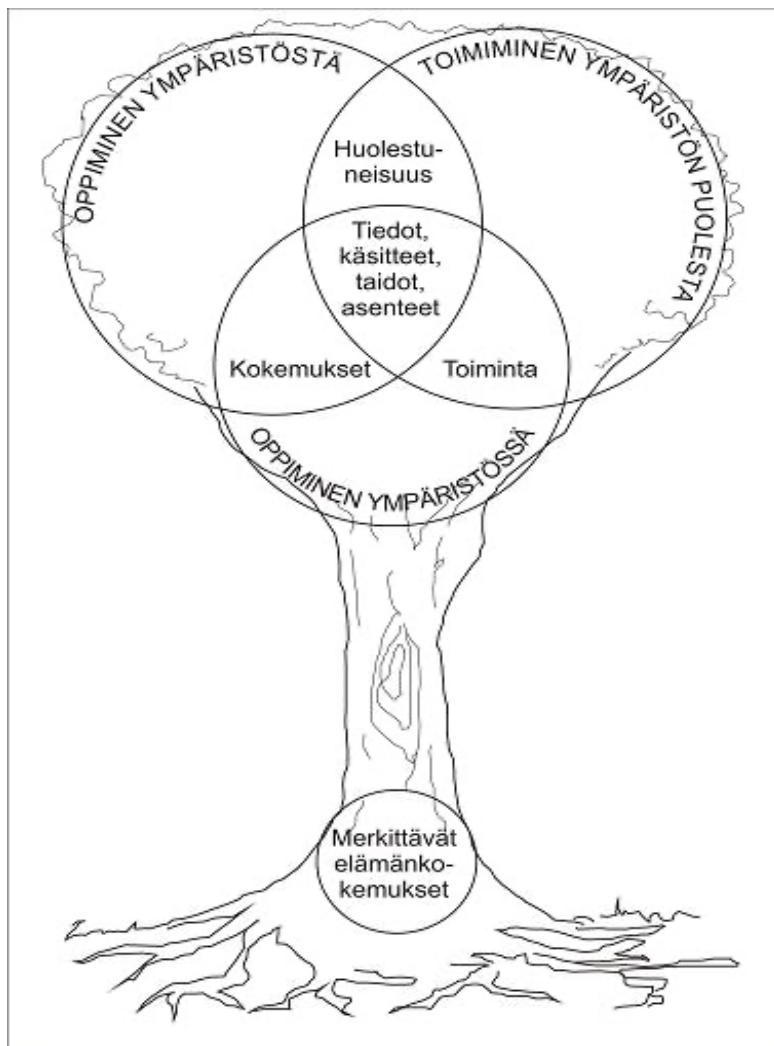 OPPIMINEN YMPÄRISTÖSTÄ
TOIMIMINEN YMPÄRISTÖN PUOLESTA
Huolestu-
neisuus
Tiedot,
käsitteet,
taidot,
asenteet
Kokemukset
Toiminta
OPPIMINEN YMPÄRISTÖSSÄ
Merkittävät
elämänko-
kemukset